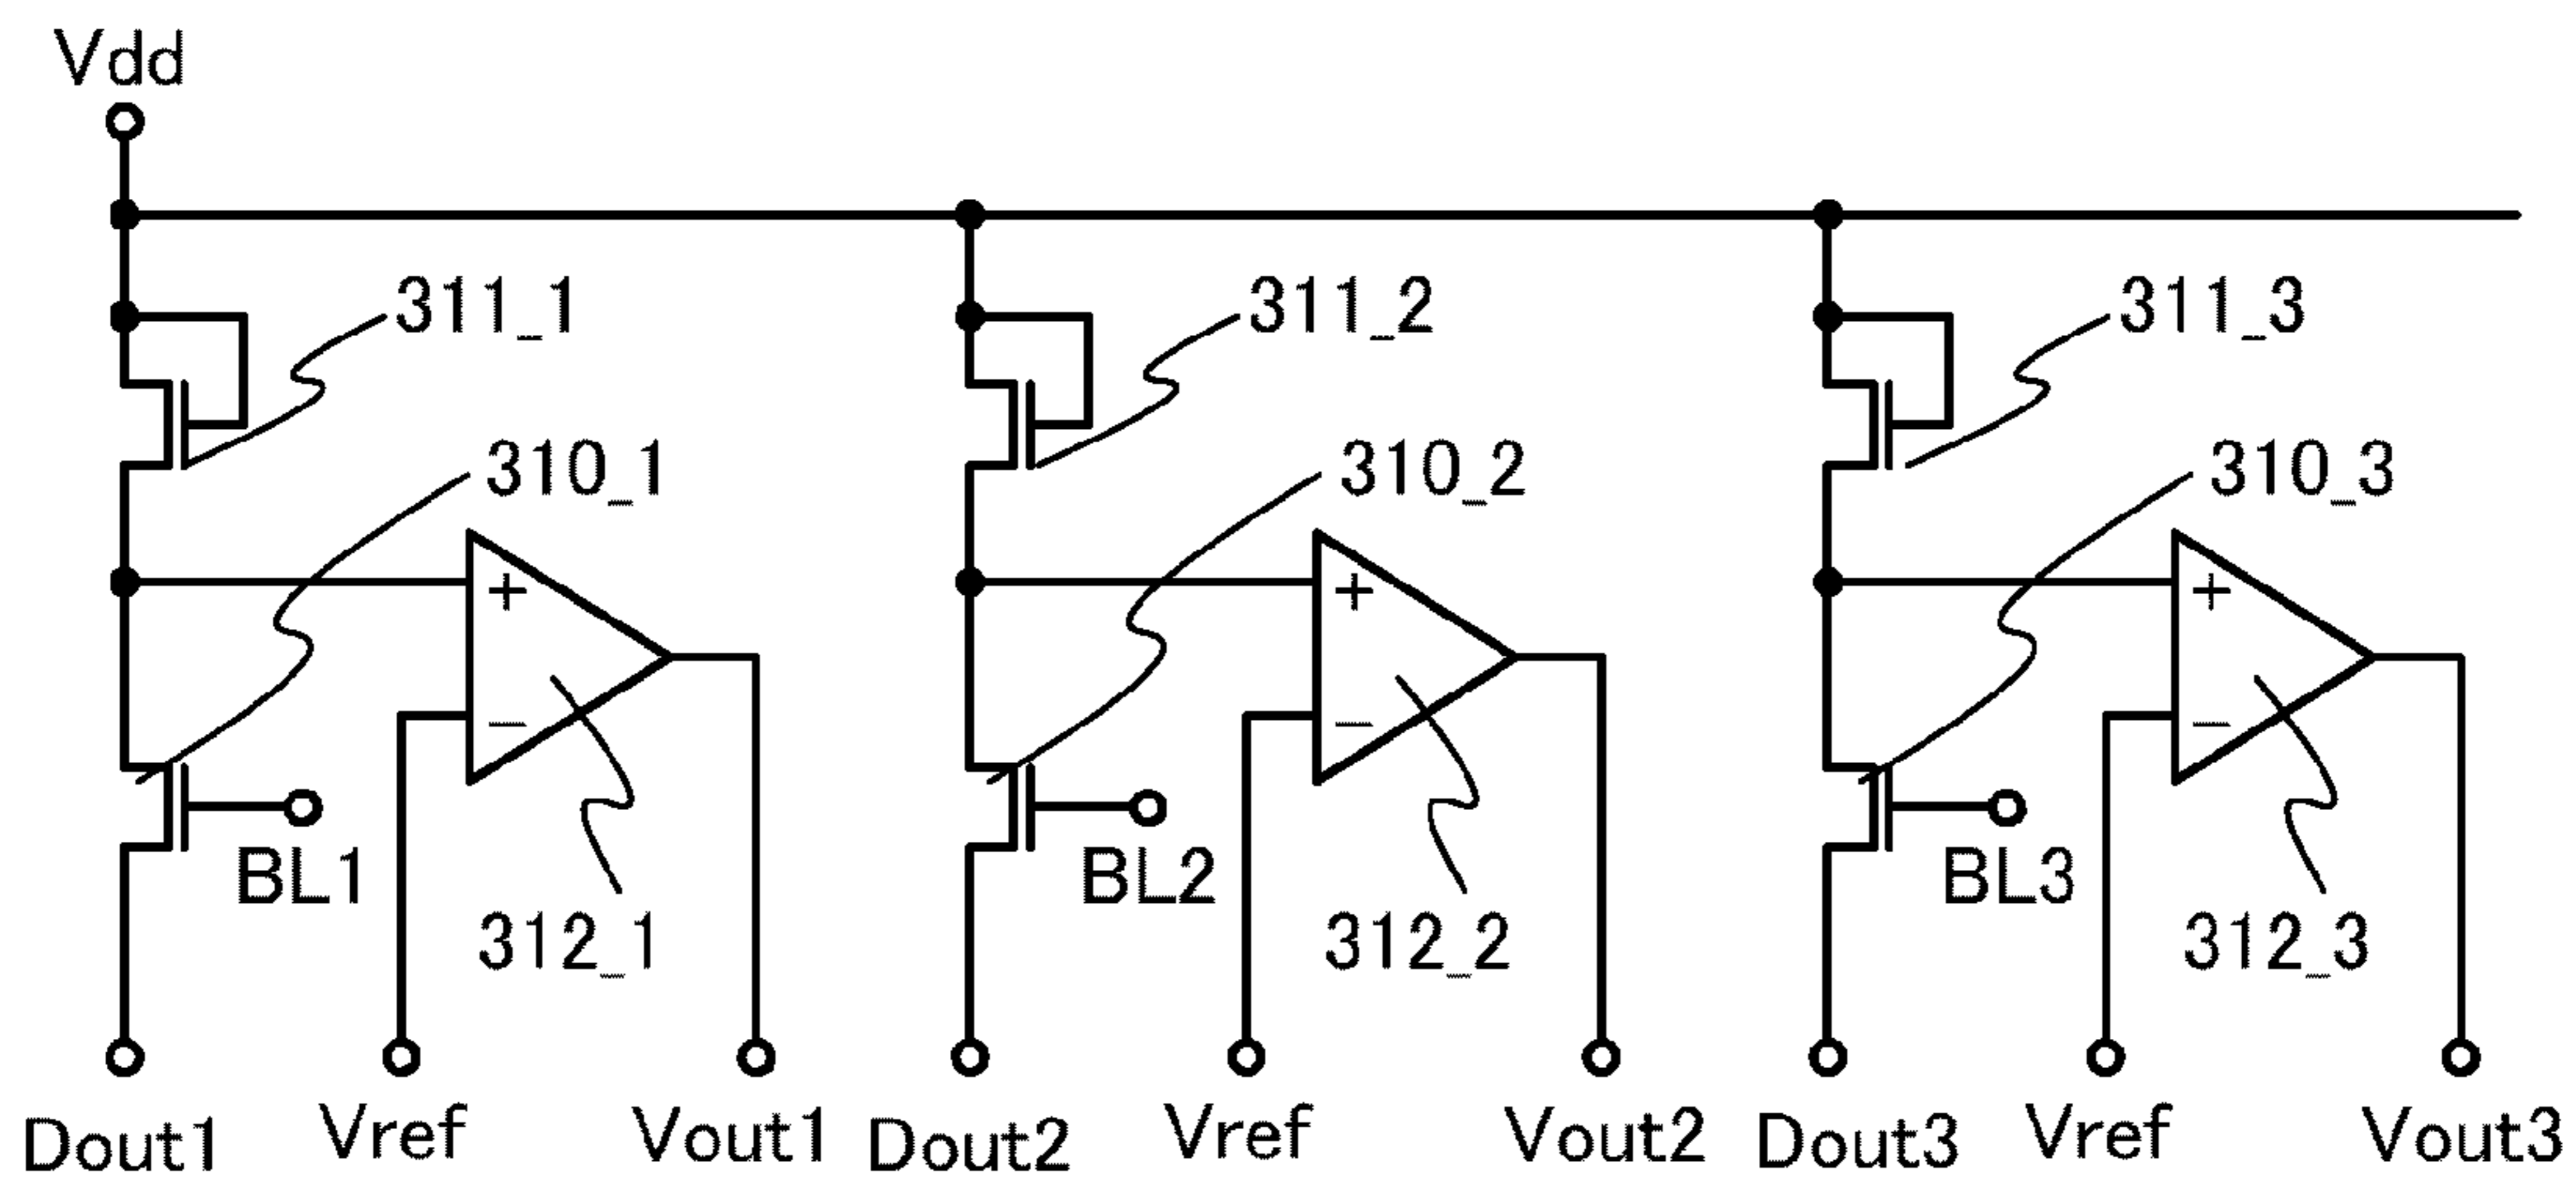 Vdd
311_1
311_2
311_3
310_1
310_2
310_3
+
+
+
−
−
−
BL1
BL2
BL3
312_1
312_2
312_3
Dout1
Vref
Vout1
Dout2
Vref
Vout2
Dout3
Vref
Vout3